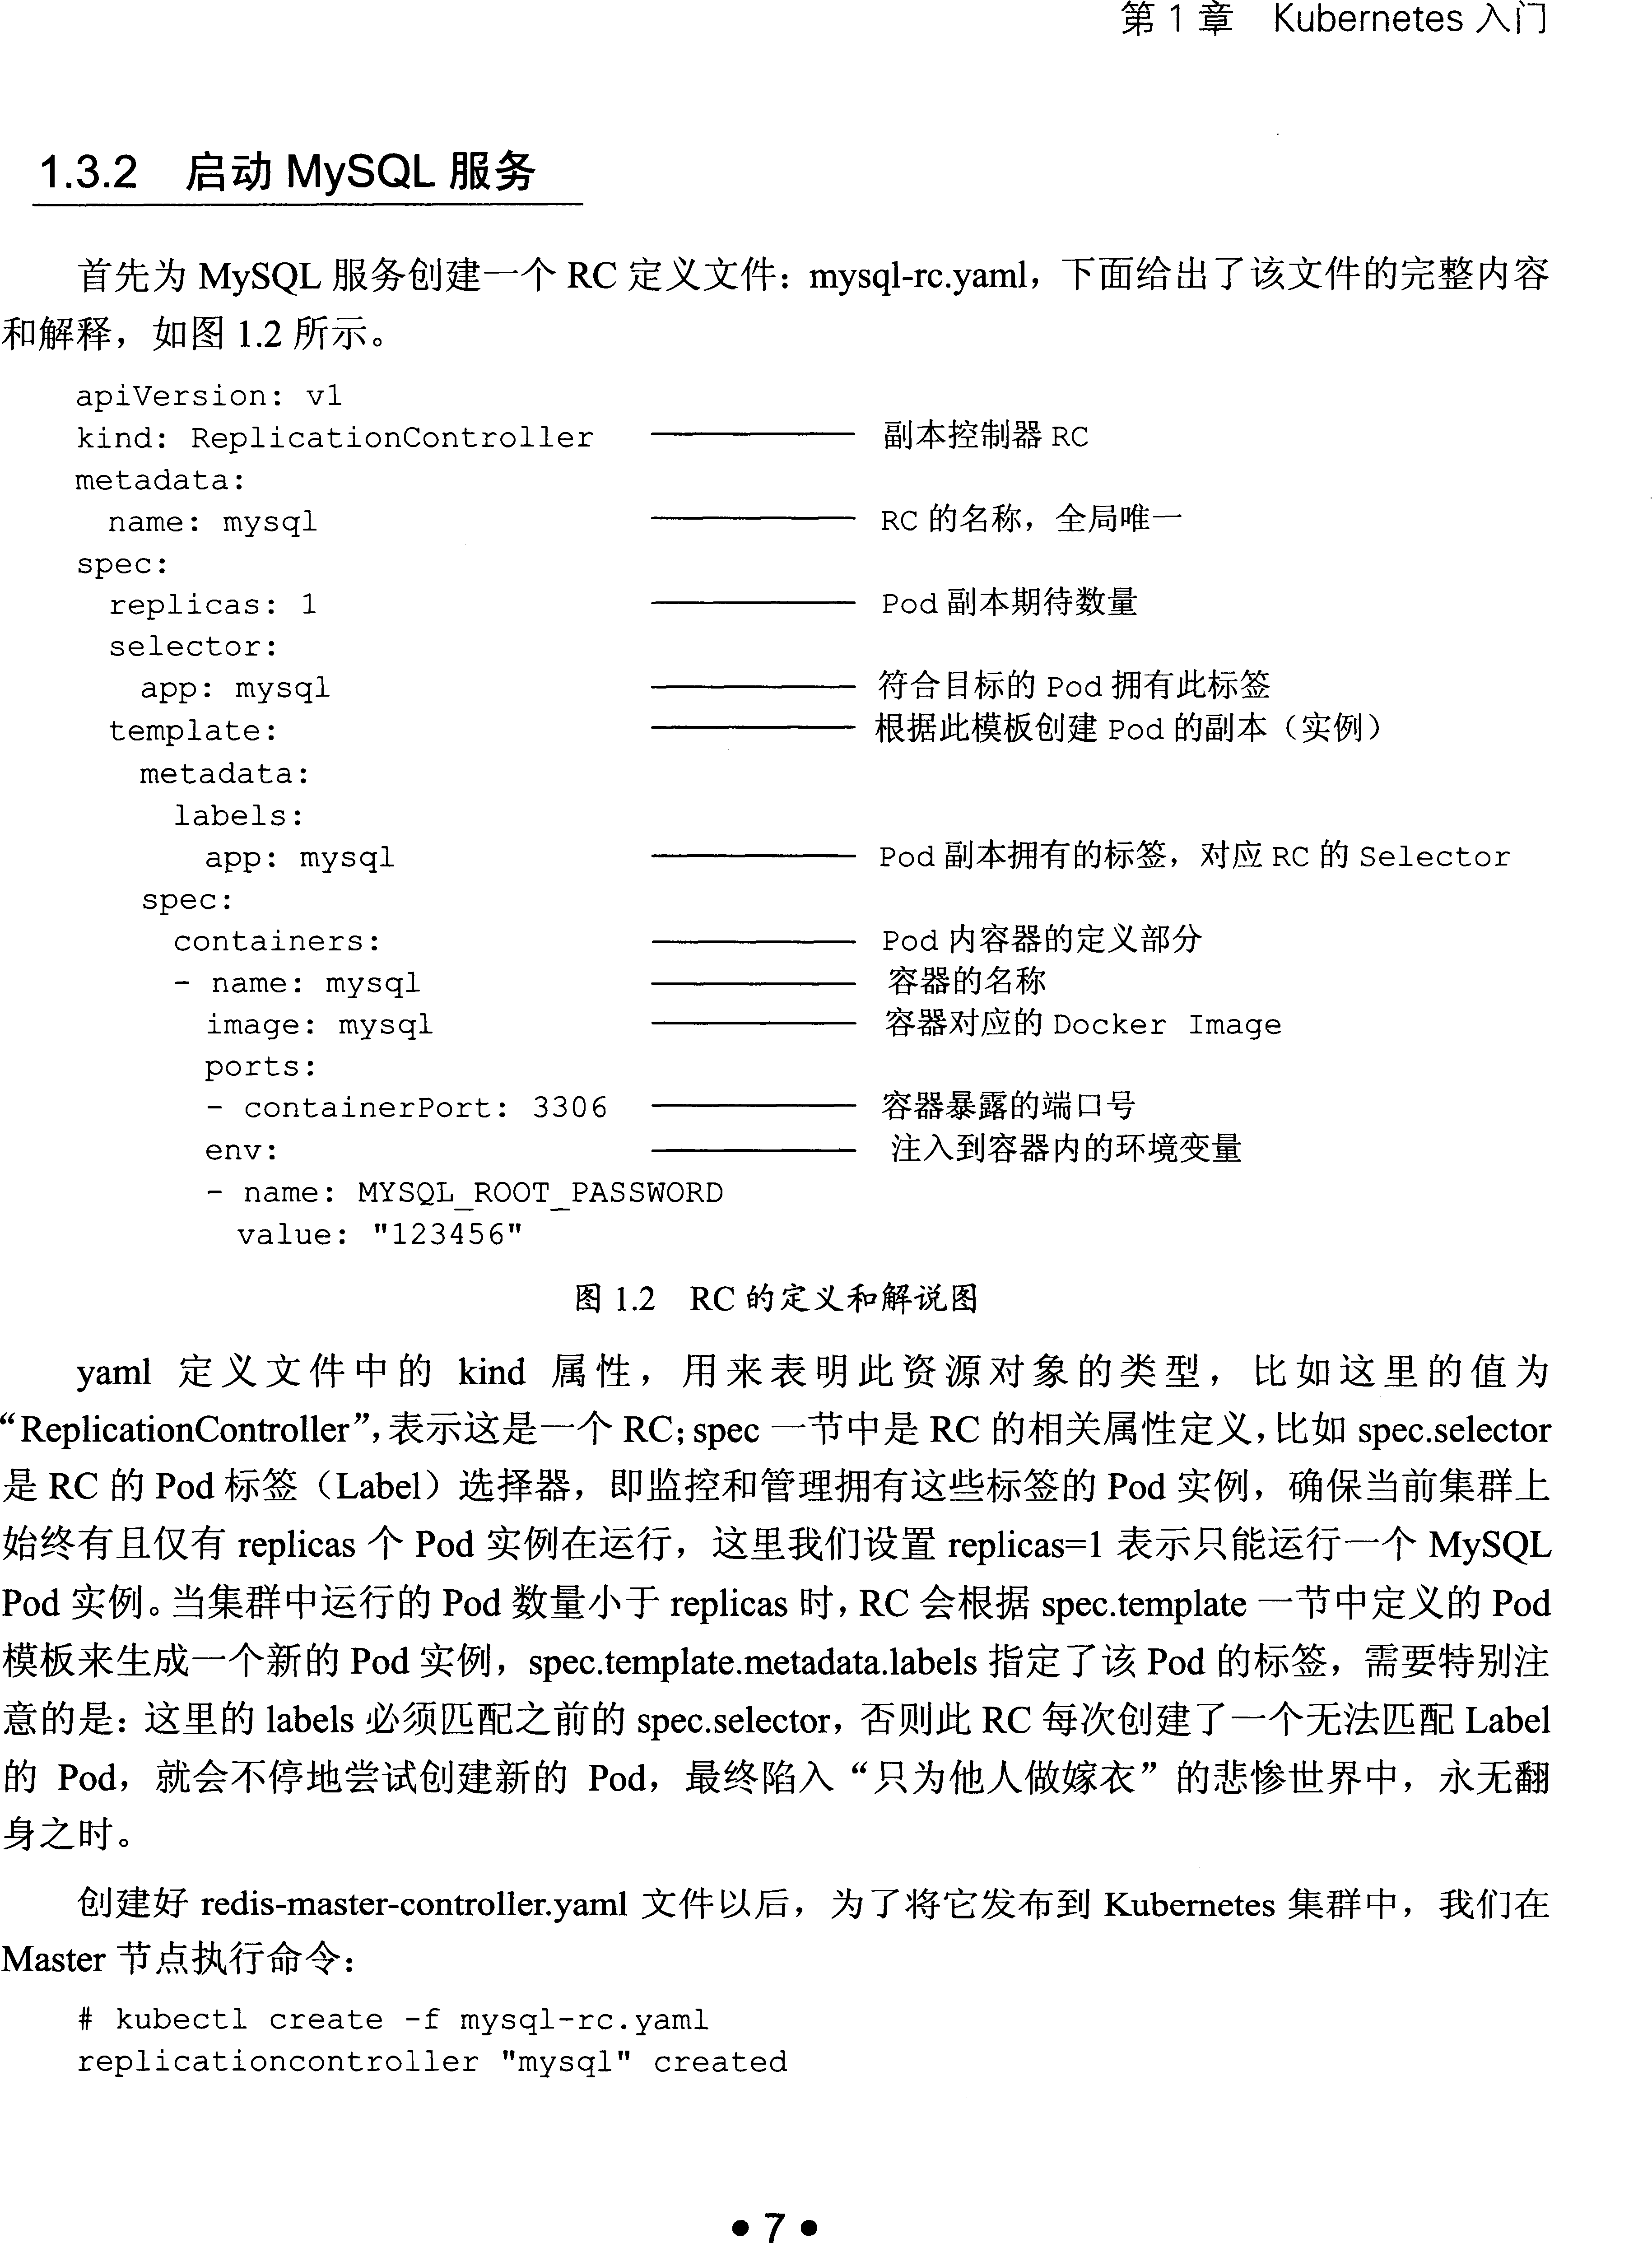 第 1 章 Kubernetes 入门
1.3.2 启动 MySQL 服务
首先为 MySQL 服务创建一个 RC 定义文件：mysql-rc.yaml，下面给出了该文件的完整内容
和解释，如图 1.2 所示。
apiVersion: v1
kind: ReplicationController 副本控制器 RC
metadata:
name: mysql RC 的名称，全局唯一
spec:
replicas: 1 Pod 副本期待数量
selector:
app: mysql 符合目标的 Pod 拥有此标签
template: 根据此模板创建 Pod 的副本（实例）
metadata:
labels:
app: mysql Pod 副本拥有的标签，对应 RC 的 Selector
spec:
containers: Pod 内容器的定义部分
- name: mysql 容器的名称
image: mysql 容器对应的 Docker Image
ports:
- containerPort: 3306 容器暴露的端口号
env: 注入到容器内的环境变量
- name: MYSQL_ROOT_PASSWORD
value: "123456"
图 1.2 RC 的定义和解说图
yaml 定义文件中的 kind 属性，用来表明此资源对象的类型，比如这里的值为
“ReplicationController”，表示这是一个 RC；spec 一节中是 RC 的相关属性定义，比如 spec.selector
是 RC 的 Pod 标签（Label）选择器，即监控和管理拥有这些标签的 Pod 实例，确保当前集群上
始终有且仅有 replicas 个 Pod 实例在运行，这里我们设置 replicas=1 表示只能运行一个 MySQL
Pod 实例。当集群中运行的 Pod 数量小于 replicas 时，RC 会根据 spec.template 一节中定义的 Pod
模板来生成一个新的 Pod 实例，spec.template.metadata.labels 指定了该 Pod 的标签，需要特别注
意的是：这里的 labels 必须匹配之前的 spec.selector，否则此 RC 每次创建了一个无法匹配 Label
的 Pod，就会不停地尝试创建新的 Pod，最终陷入“只为他人做嫁衣”的悲惨世界中，永无翻
身之时。
创建好 redis-master-controller.yaml 文件以后，为了将它发布到 Kubernetes 集群中，我们在
Master 节点执行命令：
# kubectl create -f mysql-rc.yaml
replicationcontroller "mysql" created
• 7 •